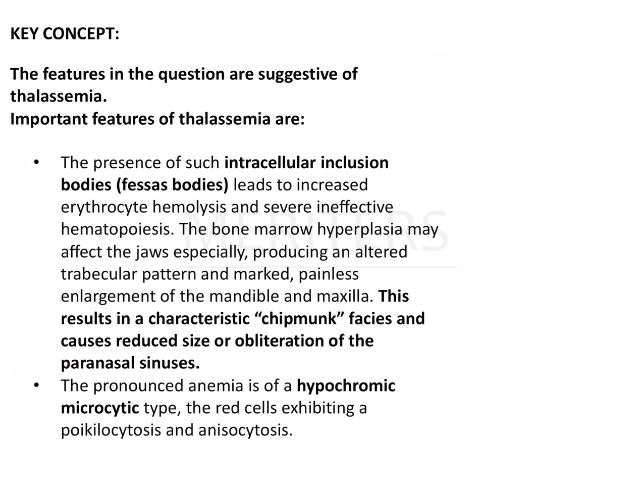 KEY CONCEPT:
The features in the question are suggestive of
thalassemia.
Important features of thalassemia are:
• The presence of such intracellular inclusion
bodies (fessas bodies) leads to increased
erythrocyte hemolysis and severe ineffective
hematopoiesis. The bone marrow hyperplasia may
affect the jaws especially, producing an altered
trabecular pattern and marked, painless
enlargement of the mandible and maxilla. This
results in a characteristic “chipmunk” facies and
causes reduced size or obliteration of the
paranasal sinuses.
• The pronounced anemia is of a hypochromic
microcytic type, the red cells exhibiting a
poikilocytosis and anisocytosis.
MERITERS